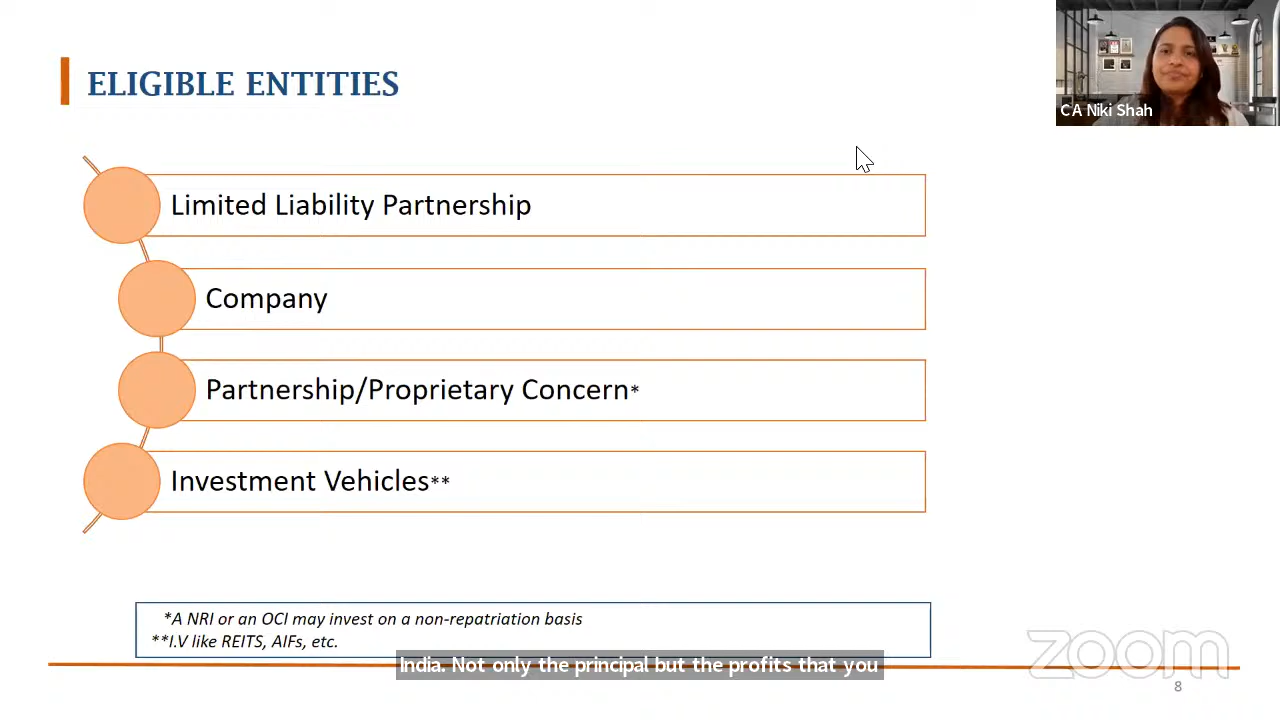 ELIGIBLE ENTITIES
CA Niki Shah
Limited Liability Partnership
Company
Partnership/Proprietary Concern*
Investment Vehicles**
*A NRI or an OCI may invest on a non-repatriation basis
**I.V like REITS, AIFs, etc.
India. Not only the principal but the profits that you
zoom
8